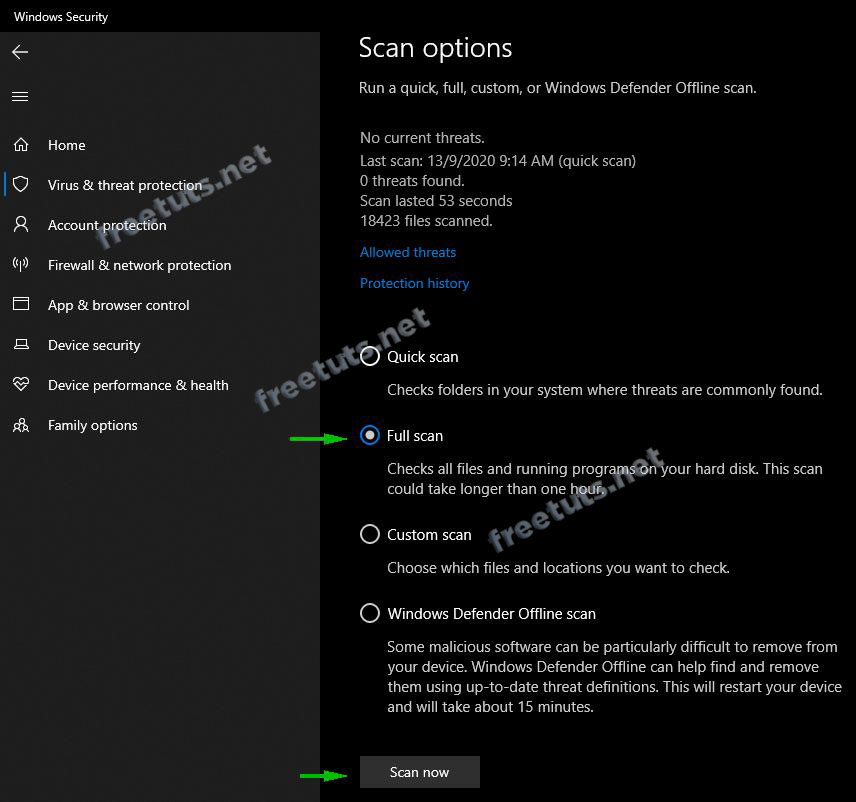 Windows Security
Home
Virus & threat protection
Account protection
Firewall & network protection
App & browser control
Device security
Device performance & health
Family options
Scan options
Run a quick, full, custom, or Windows Defender Offline scan.
No current threats.
Last scan: 13/9/2020 9:14 AM (quick scan)
0 threats found.
Scan lasted 53 seconds
18423 files scanned.
Allowed threats
Protection history
Quick scan
Checks folders in your system where threats are commonly found.
Full scan
Checks all files and running programs on your hard disk. This scan
could take longer than one hour.
Custom scan
Choose which files and locations you want to check.
Windows Defender Offline scan
Some malicious software can be particularly difficult to remove from
your device. Windows Defender Offline can help find and remove
them using up-to-date threat definitions. This will restart your device
and will take about 15 minutes.
Scan now
freetuts.net
freetuts.net
freetuts.net